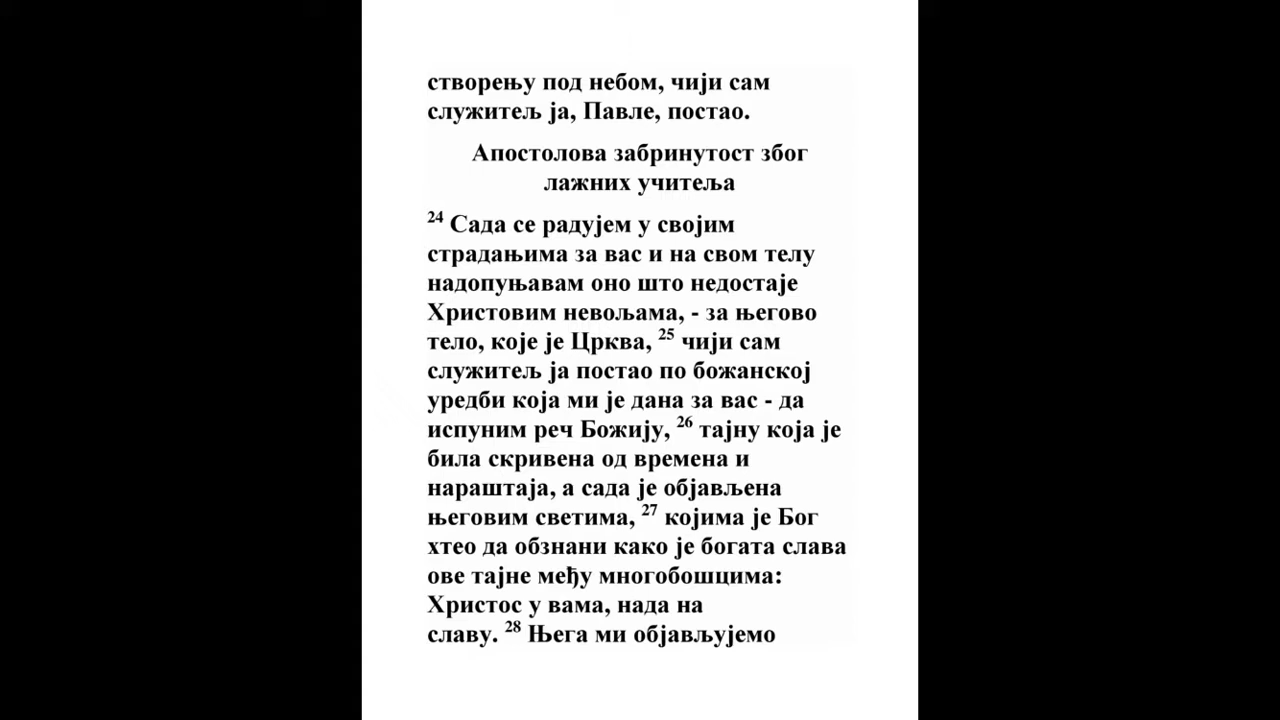 створењу под небом, чији сам
служитељ ја, Павле, постао.
Апостолова забринутост због
лажних учитеља
24 Сада се радујем у својим
страдањима за вас и на свом телу
надопуњавам оно што недостаје
Христовим невољама, - за његово
тело, које је Црква, 25 чији сам
служитељ ја постао по божанској
уредби која ми је дана за вас - да
испуним реч Божију, 26 тајну која је
била скривена од времена и
нараштаја, а сада је објављена
његовим светима, 27 којима је Бог
хтео да обзнани како је богата слава
ове тајне међу многобошцима:
Христос у вама, нада на
славу. 28 Њега ми објављујемо